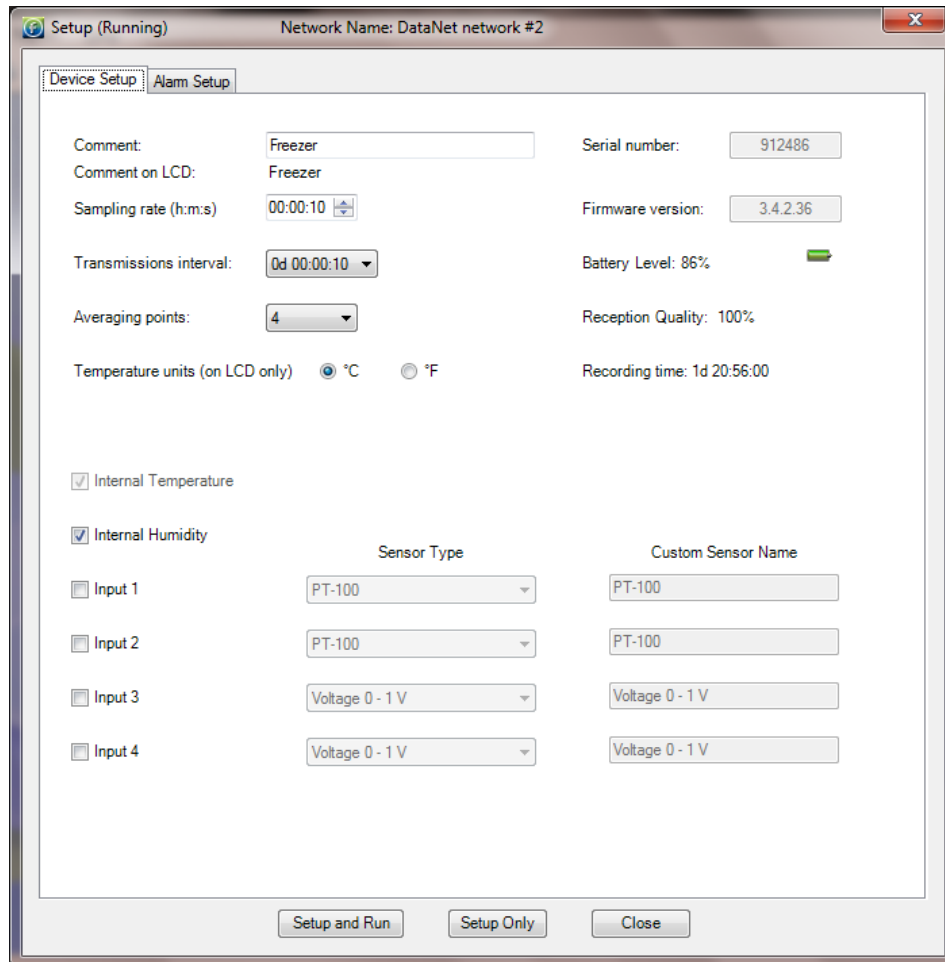 Setup (Running) Network Name: DataNet network #2
Device Setup Alarm Setup
Comment: Freezer Serial number: 912486
Comment on LCD: Freezer
Sampling rate (h:m:s) 00:00:10 Firmware version: 3.4.2.36
Transmissions interval: 0d 00:00:10 Battery Level: 86%
Averaging points: 4 Reception Quality: 100%
Temperature units (on LCD only) °C °F Recording time: 1d 20:56:00
Internal Temperature
Internal Humidity
Sensor Type Custom Sensor Name
Input 1 PT-100 PT-100
Input 2 PT-100 PT-100
Input 3 Voltage 0 - 1 V Voltage 0 - 1 V
Input 4 Voltage 0 - 1 V Voltage 0 - 1 V
Setup and Run Setup Only Close